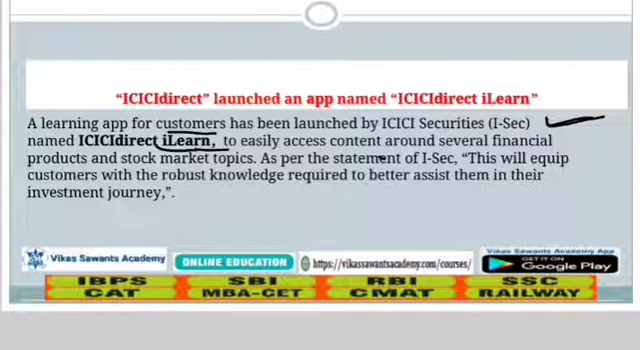 “ICICIdirect” launched an app named “ICICIdirect iLearn”
A learning app for customers has been launched by ICICI Securities (I-Sec)
named ICICIdirect iLearn, to easily access content around several financial
products and stock market topics. As per the statement of I-Sec, “This will equip
customers with the robust knowledge required to better assist them in their
investment journey,”.
Vikas Sawants Academy
ONLINE EDUCATION
https://vikassawantsacademy.com/courses/
Vikas Sawants Academy App
GET IT ON
Google Play
IBPS SBI RBI SSC
CAT MBA-CET CMAT RAILWAY